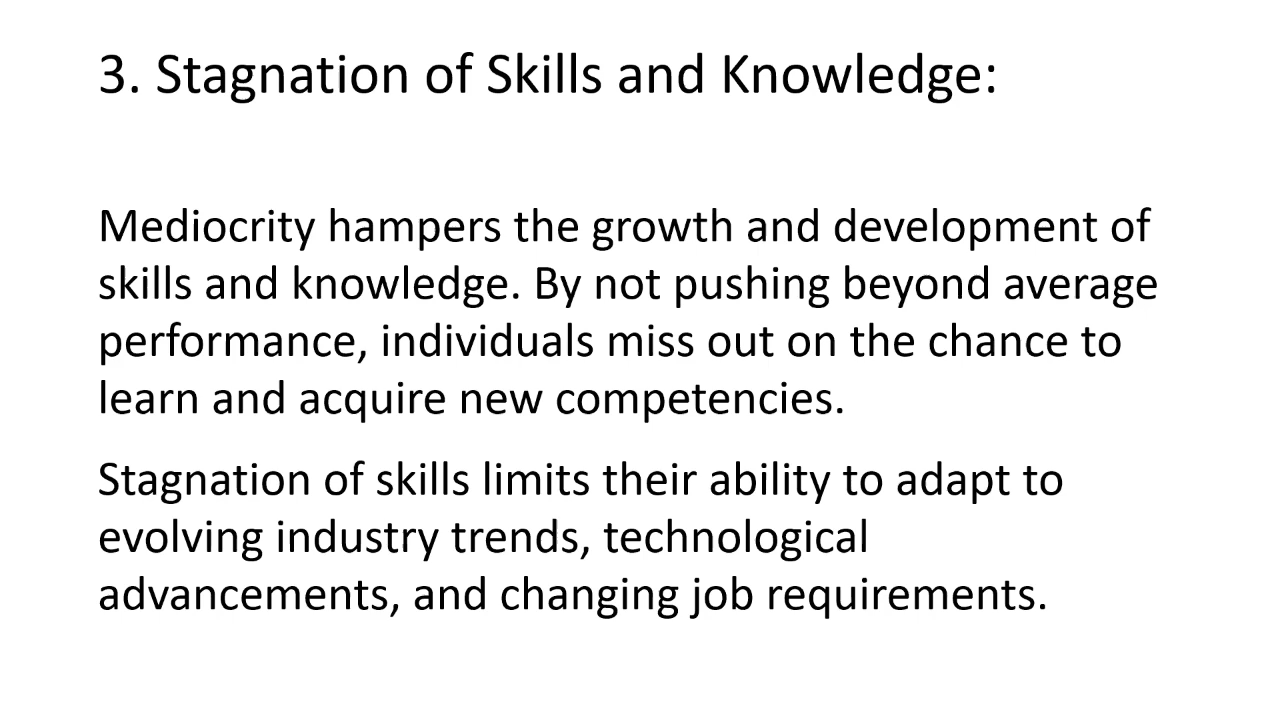 3. Stagnation of Skills and Knowledge:
Mediocrity hampers the growth and development of
skills and knowledge. By not pushing beyond average
performance, individuals miss out on the chance to
learn and acquire new competencies.
Stagnation of skills limits their ability to adapt to
evolving industry trends, technological
advancements, and changing job requirements.